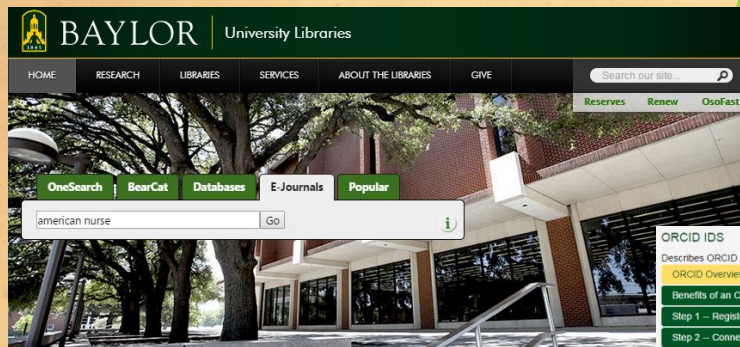 BAYLOR University Libraries
1845
HOME RESEARCH LIBRARIES SERVICES ABOUT THE LIBRARIES GIVE Search our site...
Reserves Renew OsoFast
OneSearch BearCat Databases E-Journals Popular
american nurse Go i
ORCID IDS
Describes ORCID
ORCID Overvie
Benefits of an O
Step 1 -- Regist
Step 2 -- Conne